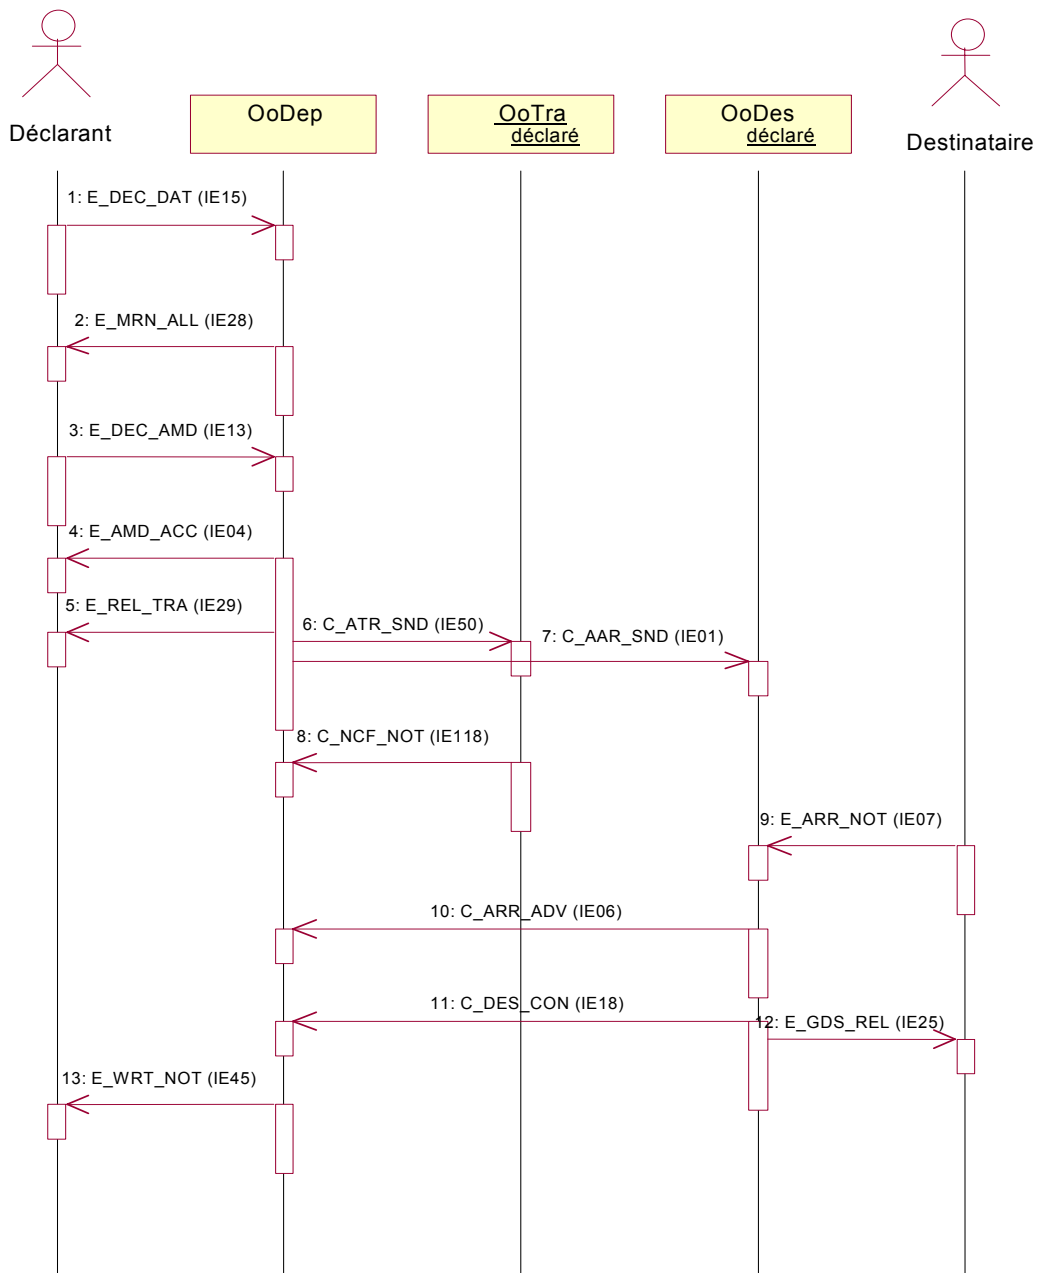 Déclarant
OoDep
OoTra
déclaré
OoDes
déclaré
Destinataire
1: E_DEC_DAT (IE15)
2: E_MRN_ALL (IE28)
3: E_DEC_AMD (IE13)
4: E_AMD_ACC (IE04)
5: E_REL_TRA (IE29)
6: C_ATR_SND (IE50)
7: C_AAR_SND (IE01)
8: C_NCF_NOT (IE118)
9: E_ARR_NOT (IE07)
10: C_ARR_ADV (IE06)
11: C_DES_CON (IE18)
12: E_GDS_REL (IE25)
13: E_WRT_NOT (IE45)